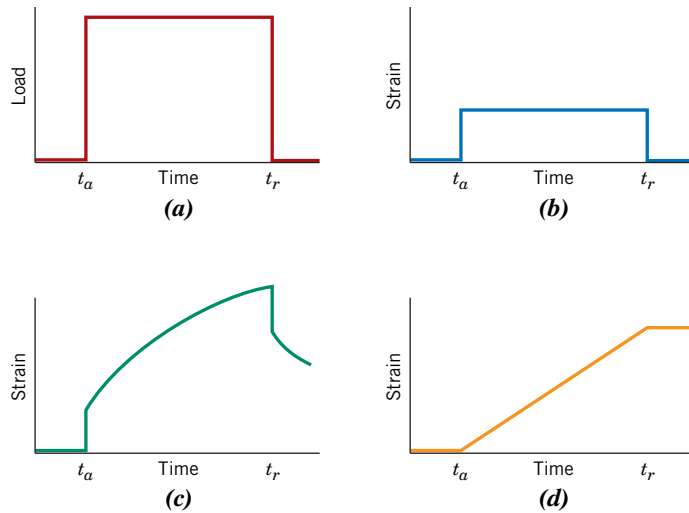 Load
t_a Time t_r
(a)
Strain
t_a Time t_r
(b)
Strain
t_a Time t_r
(c)
Strain
t_a Time t_r
(d)